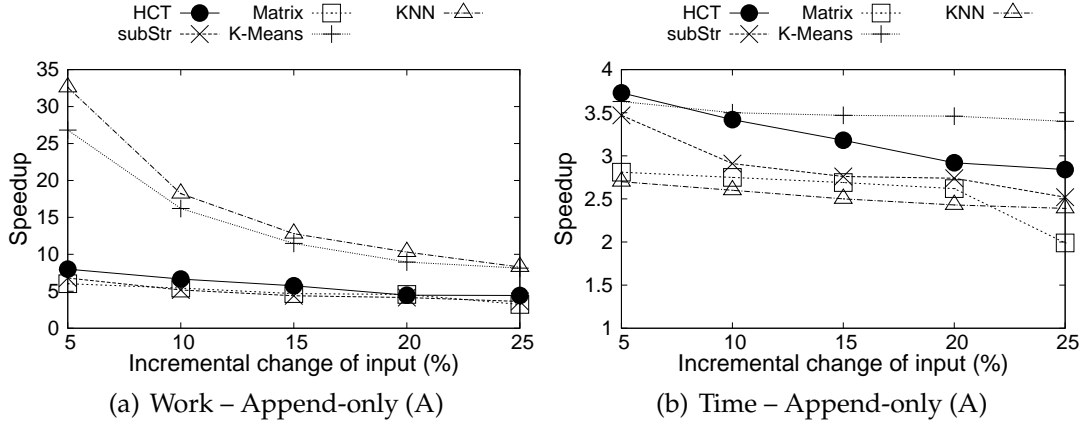 HCT Matrix KNN
subStr K-Means
35
30
25
20
15
10
5
0
Speedup
5 10 15 20 25
Incremental change of input (%)
(a) Work – Append-only (A)
HCT Matrix KNN
subStr K-Means
4
3.5
3
2.5
2
1.5
1
Speedup
5 10 15 20 25
Incremental change of input (%)
(b) Time – Append-only (A)